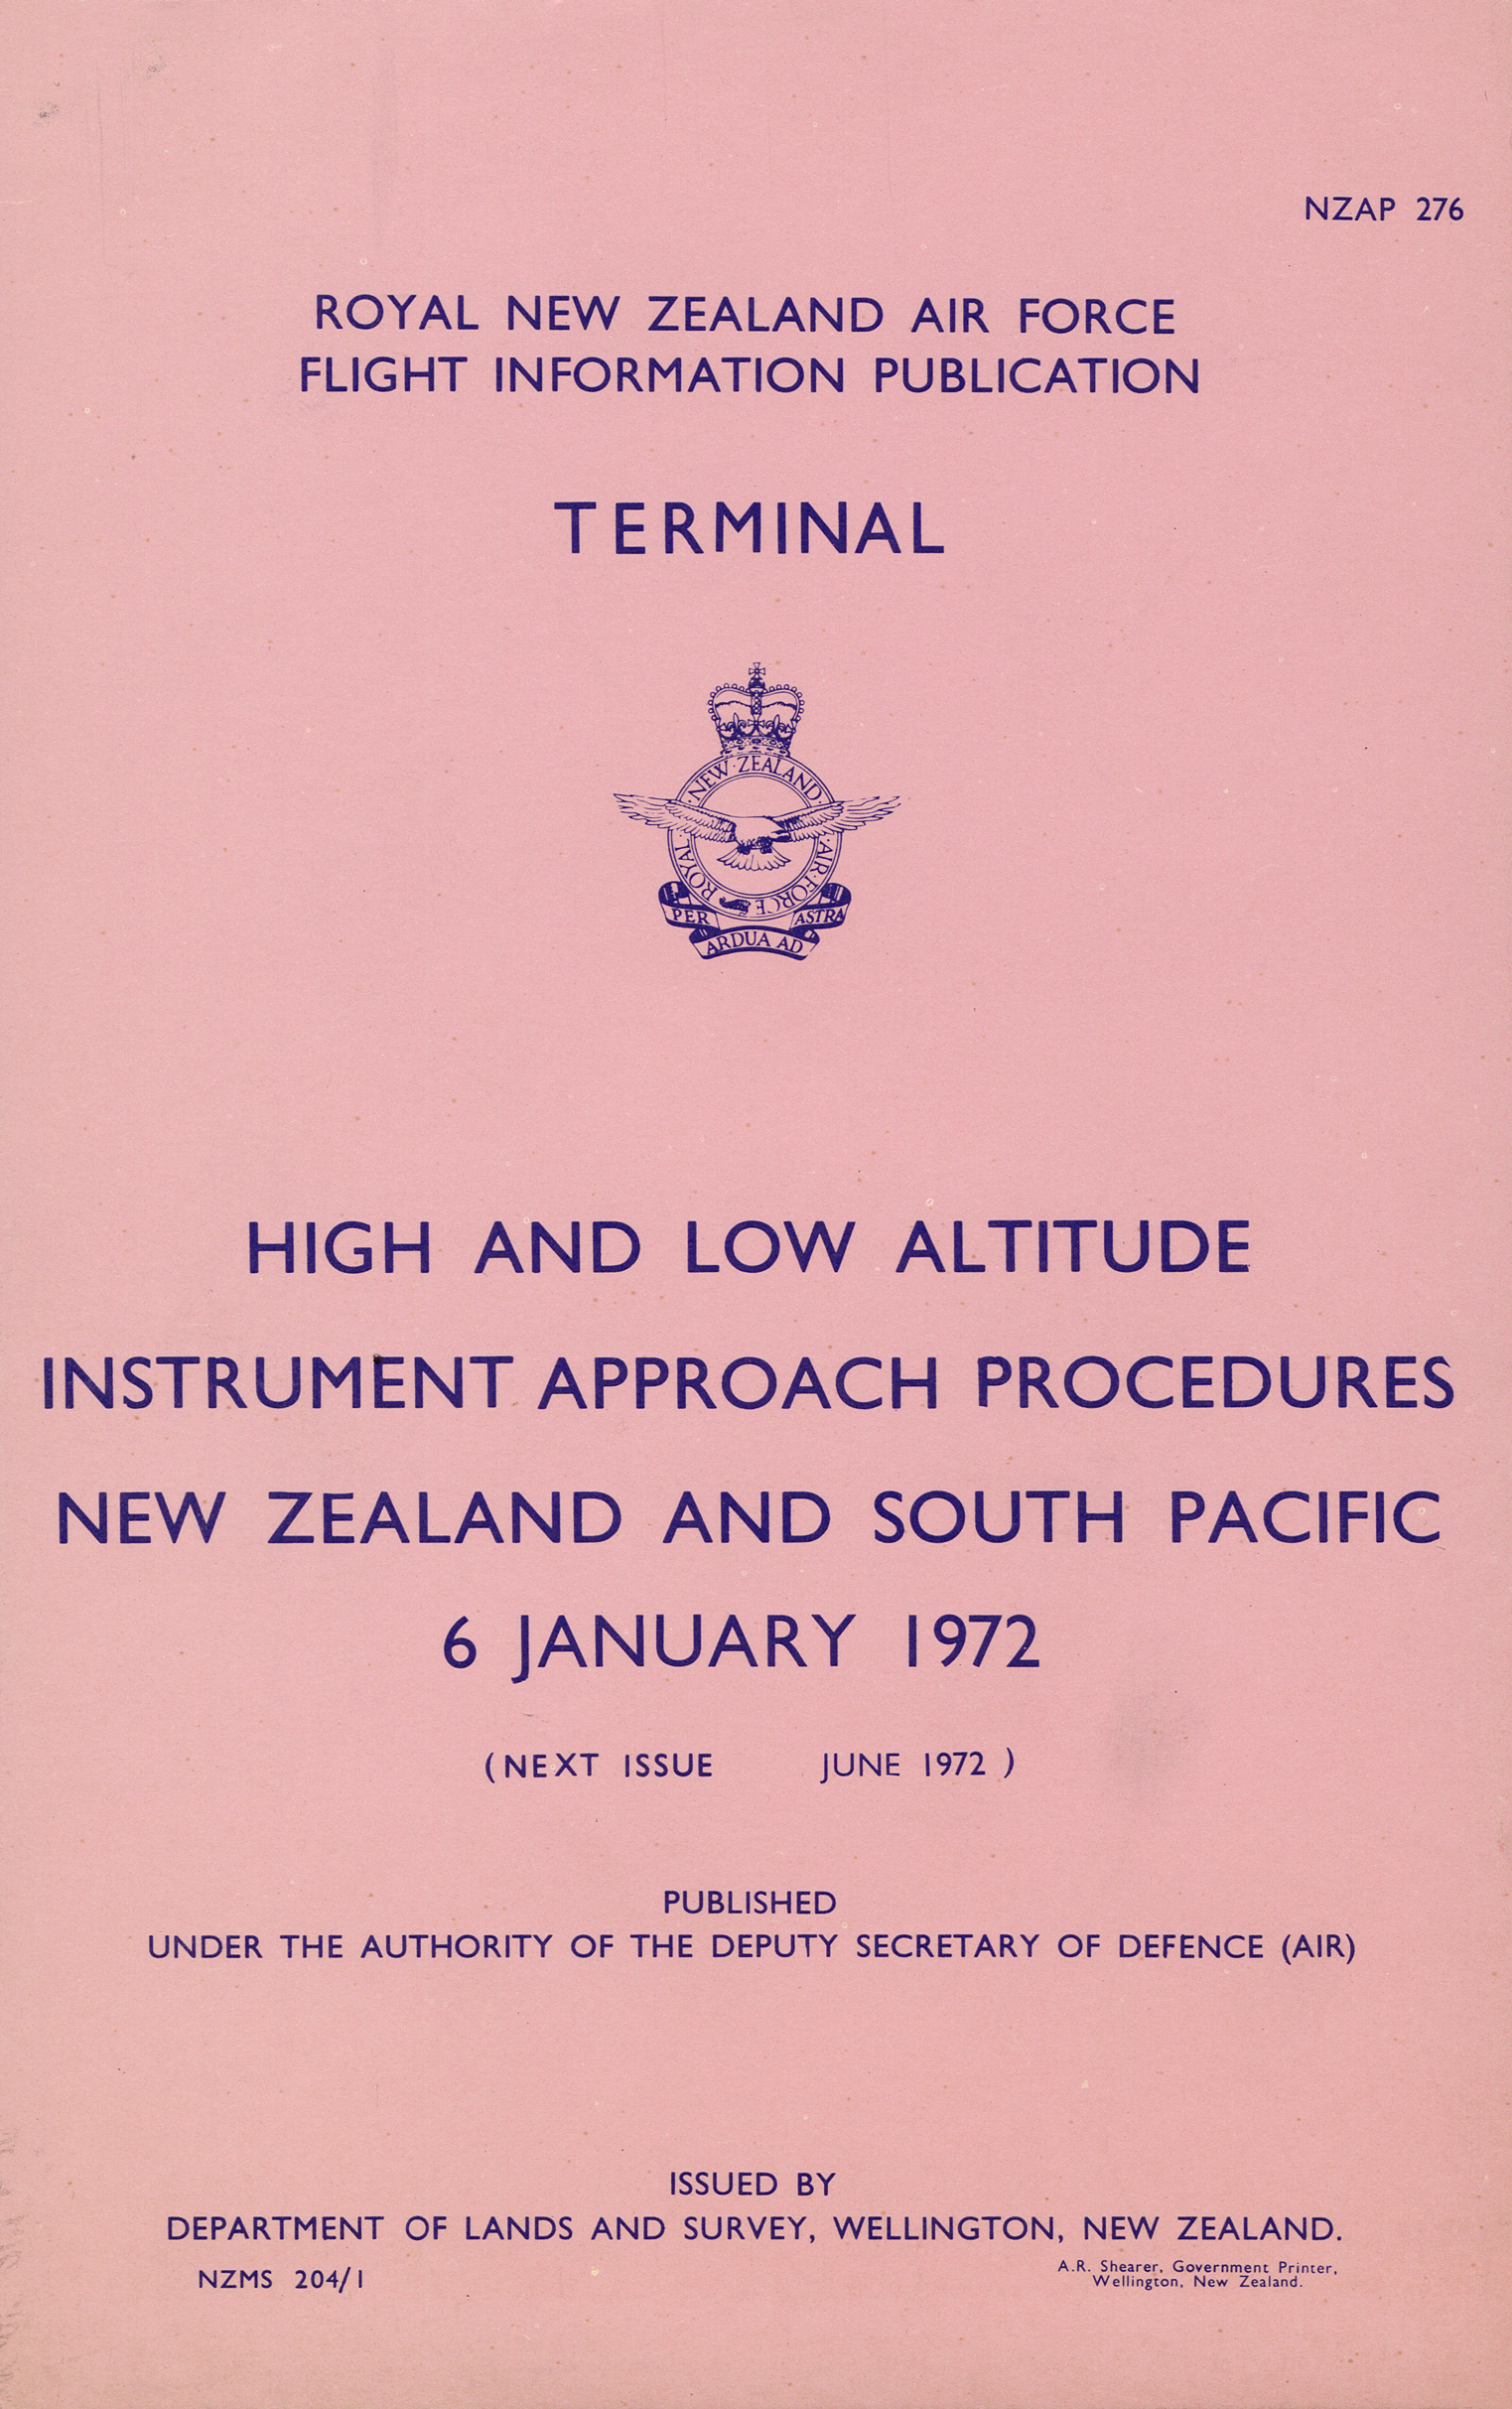 NZAP 276
ROYAL NEW ZEALAND AIR FORCE
FLIGHT INFORMATION PUBLICATION
TERMINAL
ROYAL · NEW · ZEALAND · AIR · FORCE
PER ARDUA AD ASTRA
HIGH AND LOW ALTITUDE
INSTRUMENT APPROACH PROCEDURES
NEW ZEALAND AND SOUTH PACIFIC
6 JANUARY 1972
(NEXT ISSUE JUNE 1972 )
PUBLISHED
UNDER THE AUTHORITY OF THE DEPUTY SECRETARY OF DEFENCE (AIR)
ISSUED BY
DEPARTMENT OF LANDS AND SURVEY, WELLINGTON, NEW ZEALAND.
NZMS 204/1
A.R. Shearer, Government Printer,
Wellington, New Zealand.